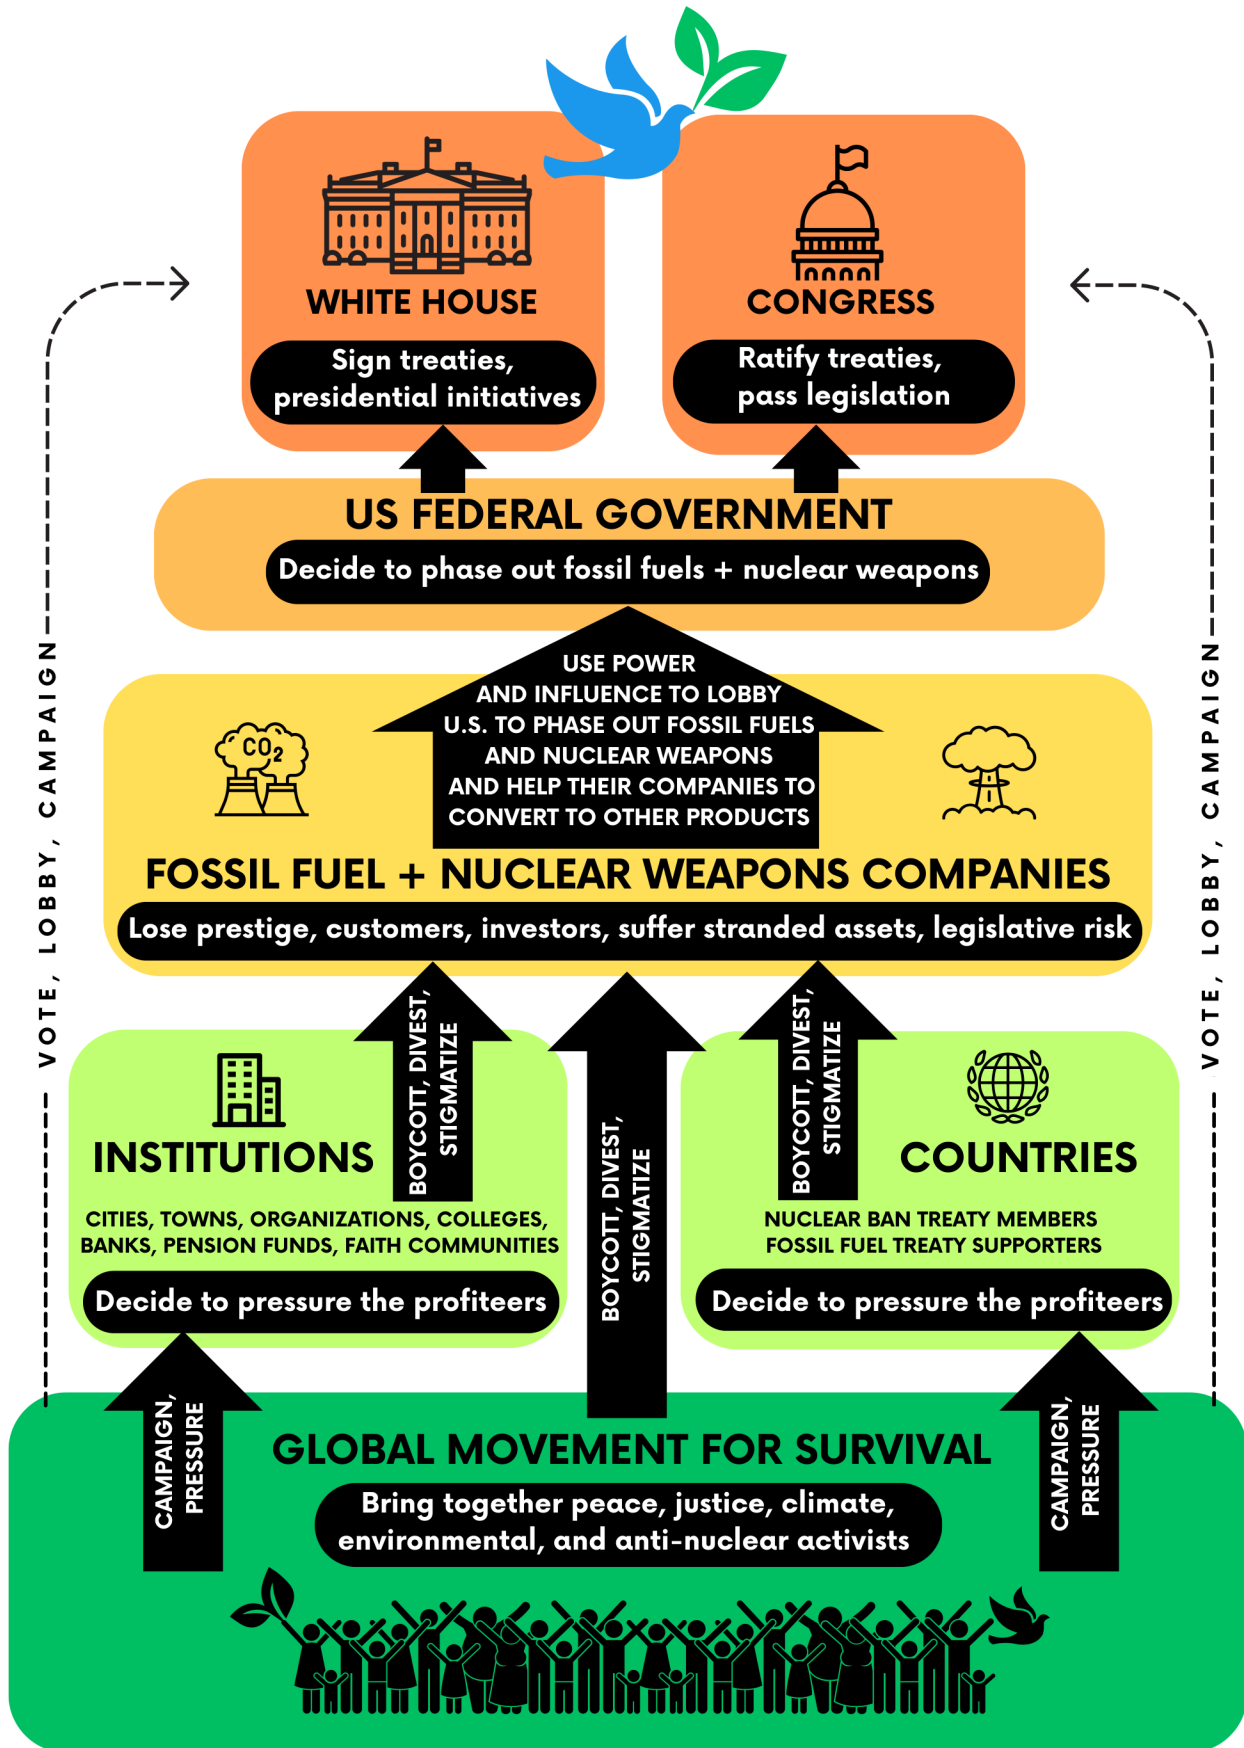 WHITE HOUSE
Sign treaties,
presidential initiatives
CONGRESS
Ratify treaties,
pass legislation
US FEDERAL GOVERNMENT
Decide to phase out fossil fuels + nuclear weapons
USE POWER
AND INFLUENCE TO LOBBY
U.S. TO PHASE OUT FOSSIL FUELS
AND NUCLEAR WEAPONS
AND HELP THEIR COMPANIES TO
CONVERT TO OTHER PRODUCTS
CO2
FOSSIL FUEL + NUCLEAR WEAPONS COMPANIES
Lose prestige, customers, investors, suffer stranded assets, legislative risk
VOTE, LOBBY, CAMPAIGN
VOTE, LOBBY, CAMPAIGN
BOYCOTT, DIVEST,
STIGMATIZE
BOYCOTT, DIVEST,
STIGMATIZE
BOYCOTT, DIVEST,
STIGMATIZE
INSTITUTIONS
CITIES, TOWNS, ORGANIZATIONS, COLLEGES,
BANKS, PENSION FUNDS, FAITH COMMUNITIES
Decide to pressure the profiteers
COUNTRIES
NUCLEAR BAN TREATY MEMBERS
FOSSIL FUEL TREATY SUPPORTERS
Decide to pressure the profiteers
CAMPAIGN,
PRESSURE
CAMPAIGN,
PRESSURE
GLOBAL MOVEMENT FOR SURVIVAL
Bring together peace, justice, climate,
environmental, and anti-nuclear activists